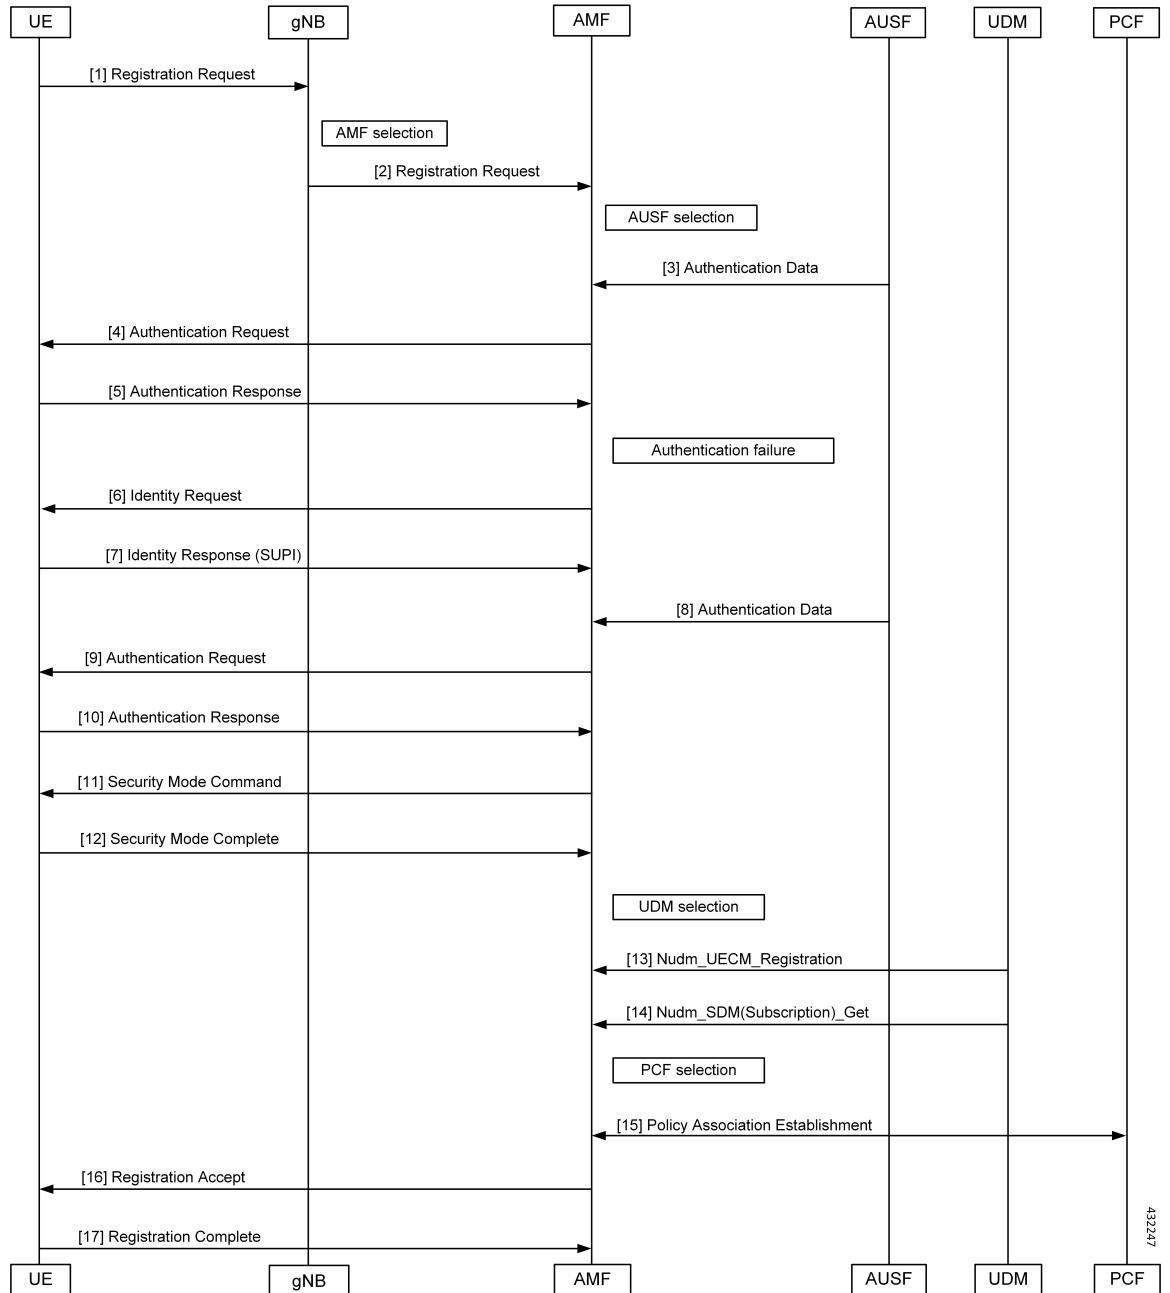 UE
gNB
AMF
AUSF
UDM
PCF
[1] Registration Request
AMF selection
[2] Registration Request
AUSF selection
[3] Authentication Data
[4] Authentication Request
[5] Authentication Response
Authentication failure
[6] Identity Request
[7] Identity Response (SUPI)
[8] Authentication Data
[9] Authentication Request
[10] Authentication Response
[11] Security Mode Command
[12] Security Mode Complete
UDM selection
[13] Nudm_UECM_Registration
[14] Nudm_SDM(Subscription)_Get
PCF selection
[15] Policy Association Establishment
[16] Registration Accept
[17] Registration Complete
432247
UE
gNB
AMF
AUSF
UDM
PCF